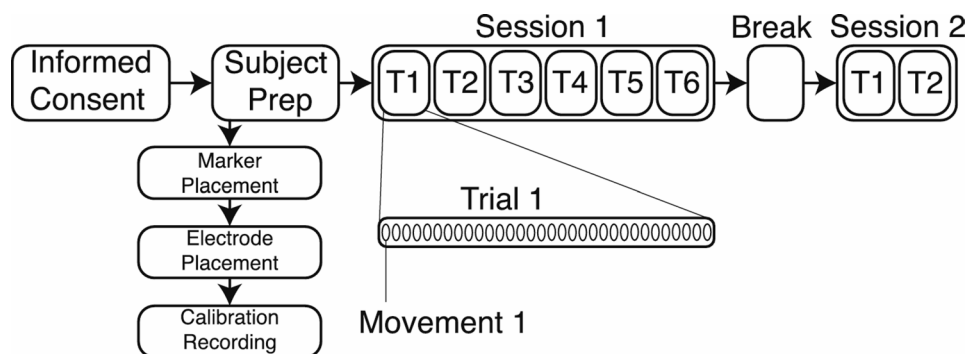 Session 1
Break
Session 2
Informed
Consent
Subject
Prep
T1 T2 T3 T4 T5 T6
T1 T2
Marker
Placement
Trial 1
Electrode
Placement
Calibration
Recording
Movement 1